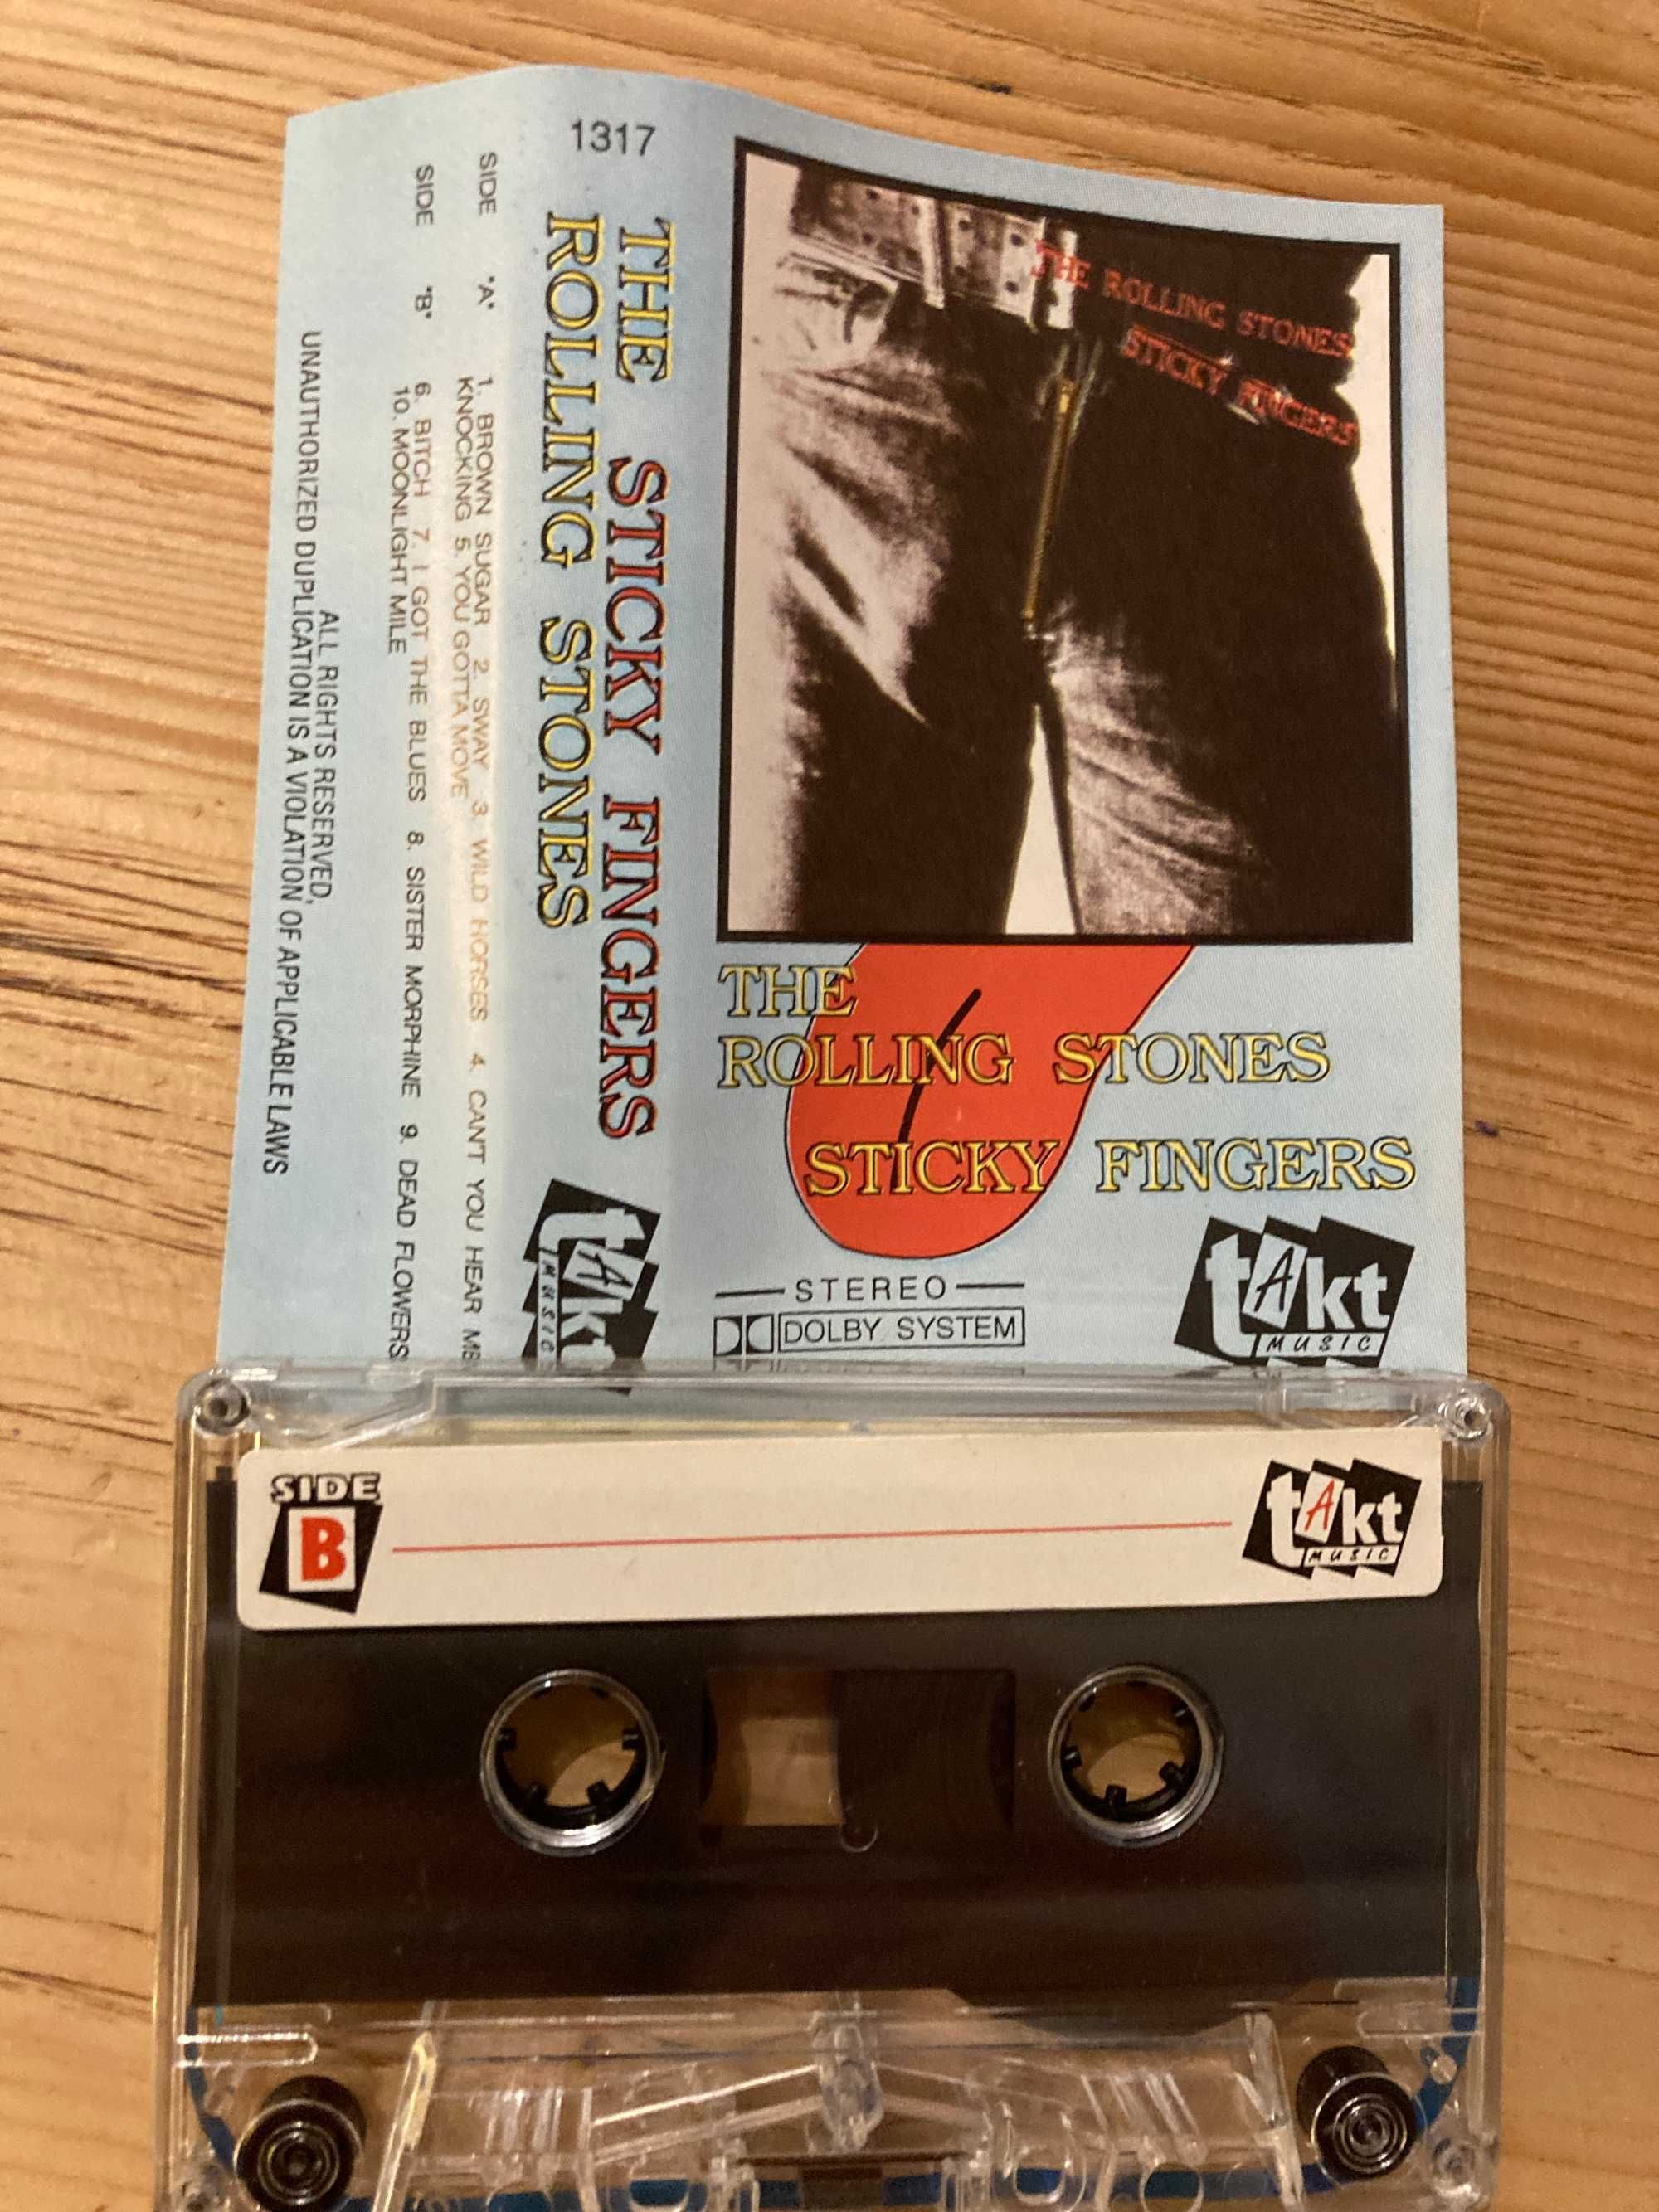 THE ROLLING STONES
STICKY FINGERS
THE
ROLLING STONES
STICKY FINGERS
STEREO
DOLBY SYSTEM
takt
MUSIC
1317
THE STICKY FINGERS
ROLLING STONES
takt
MUSIC
SIDE "A" 1. BROWN SUGAR 2. SWAY 3. WILD HORSES 4. CAN'T YOU HEAR ME
KNOCKING 5. YOU GOTTA MOVE
SIDE "B" 6. BITCH 7. I GOT THE BLUES 8. SISTER MORPHINE 9. DEAD FLOWERS
10. MOONLIGHT MILE
ALL RIGHTS RESERVED,
UNAUTHORIZED DUPLICATION IS A VIOLATION OF APPLICABLE LAWS
SIDE
B
takt
MUSIC